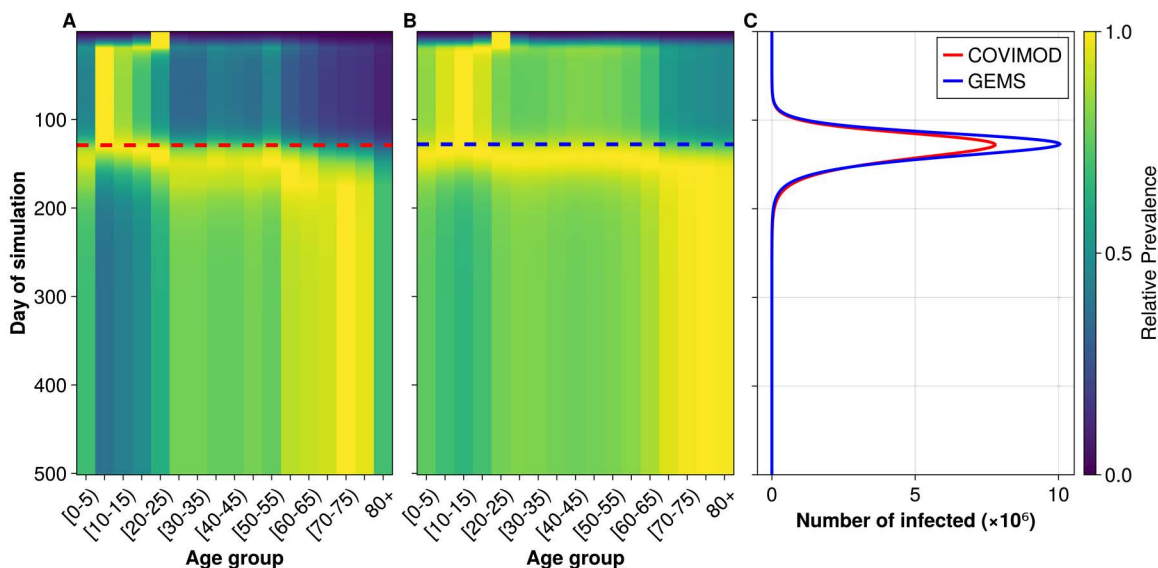 A
B
C
Day of simulation
100
200
300
400
500
[0-5)
[10-15)
[20-25)
[30-35)
[40-45)
[50-55)
[60-65)
[70-75)
80+
Age group
[0-5)
[10-15)
[20-25)
[30-35)
[40-45)
[50-55)
[60-65)
[70-75)
80+
Age group
COVIMOD
GEMS
0
5
10
Number of infected (×10⁶)
1.0
0.5
0.0
Relative Prevalence